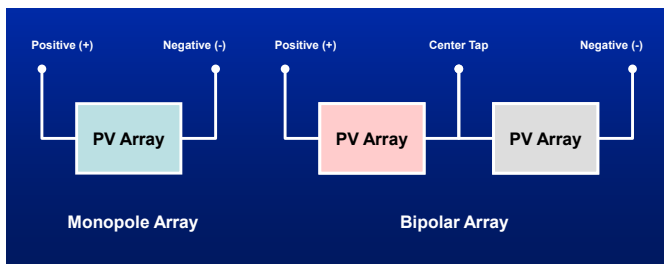 Positive (+)
Negative (-)
Positive (+)
Center Tap
Negative (-)
PV Array
PV Array
PV Array
Monopole Array
Bipolar Array